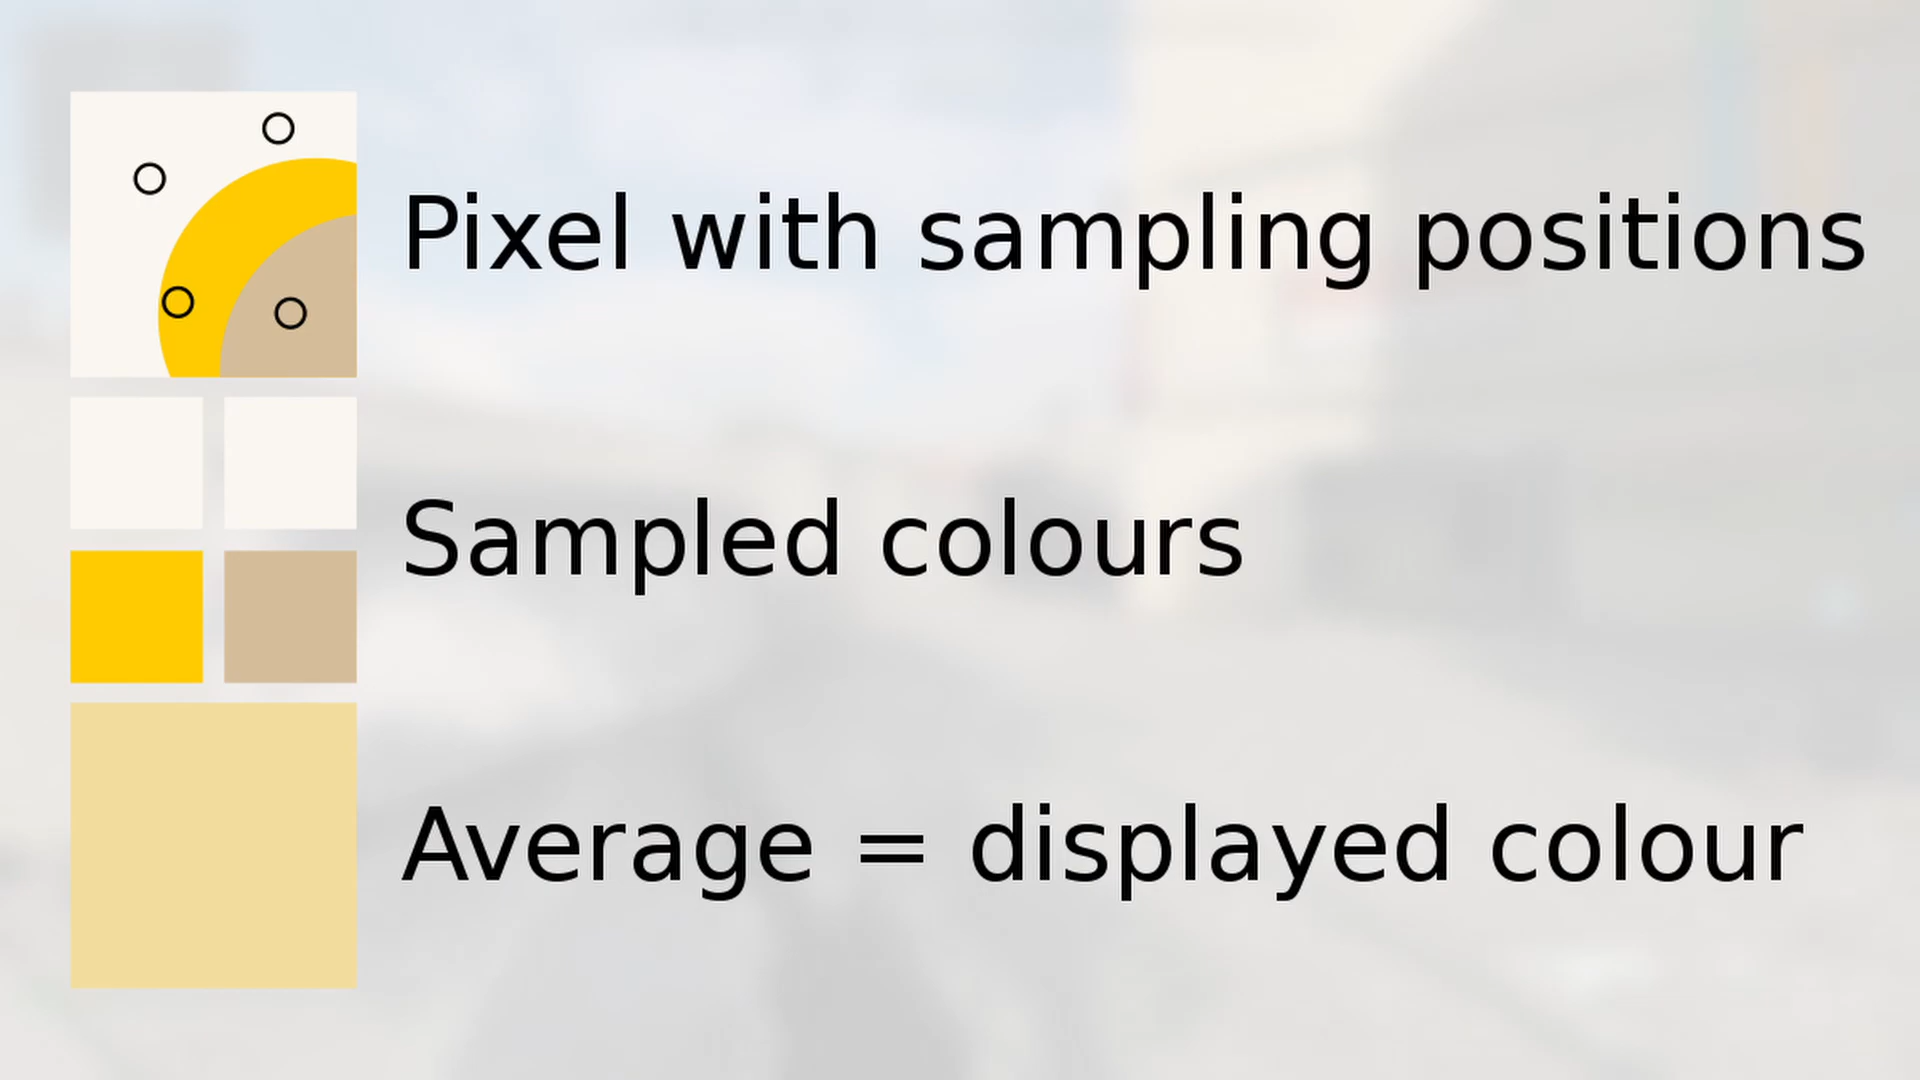 Pixel with sampling positions
Sampled colours
Average = displayed colour